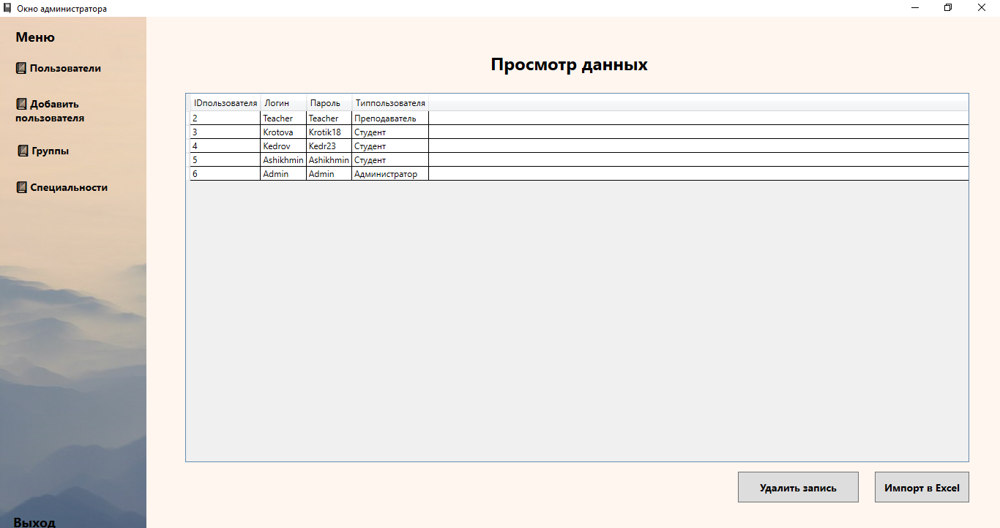 Окно администратора
Меню
Пользователи
Добавить
пользователя
Группы
Специальности
Выход
Просмотр данных
IDпользователя Логин Пароль Типпользователя
2 Teacher Teacher Преподаватель
3 Krotova Krotik18 Студент
4 Kedrov Kedr23 Студент
5 Ashikhmin Ashikhmin Студент
6 Admin Admin Администратор
Удалить запись Импорт в Excel